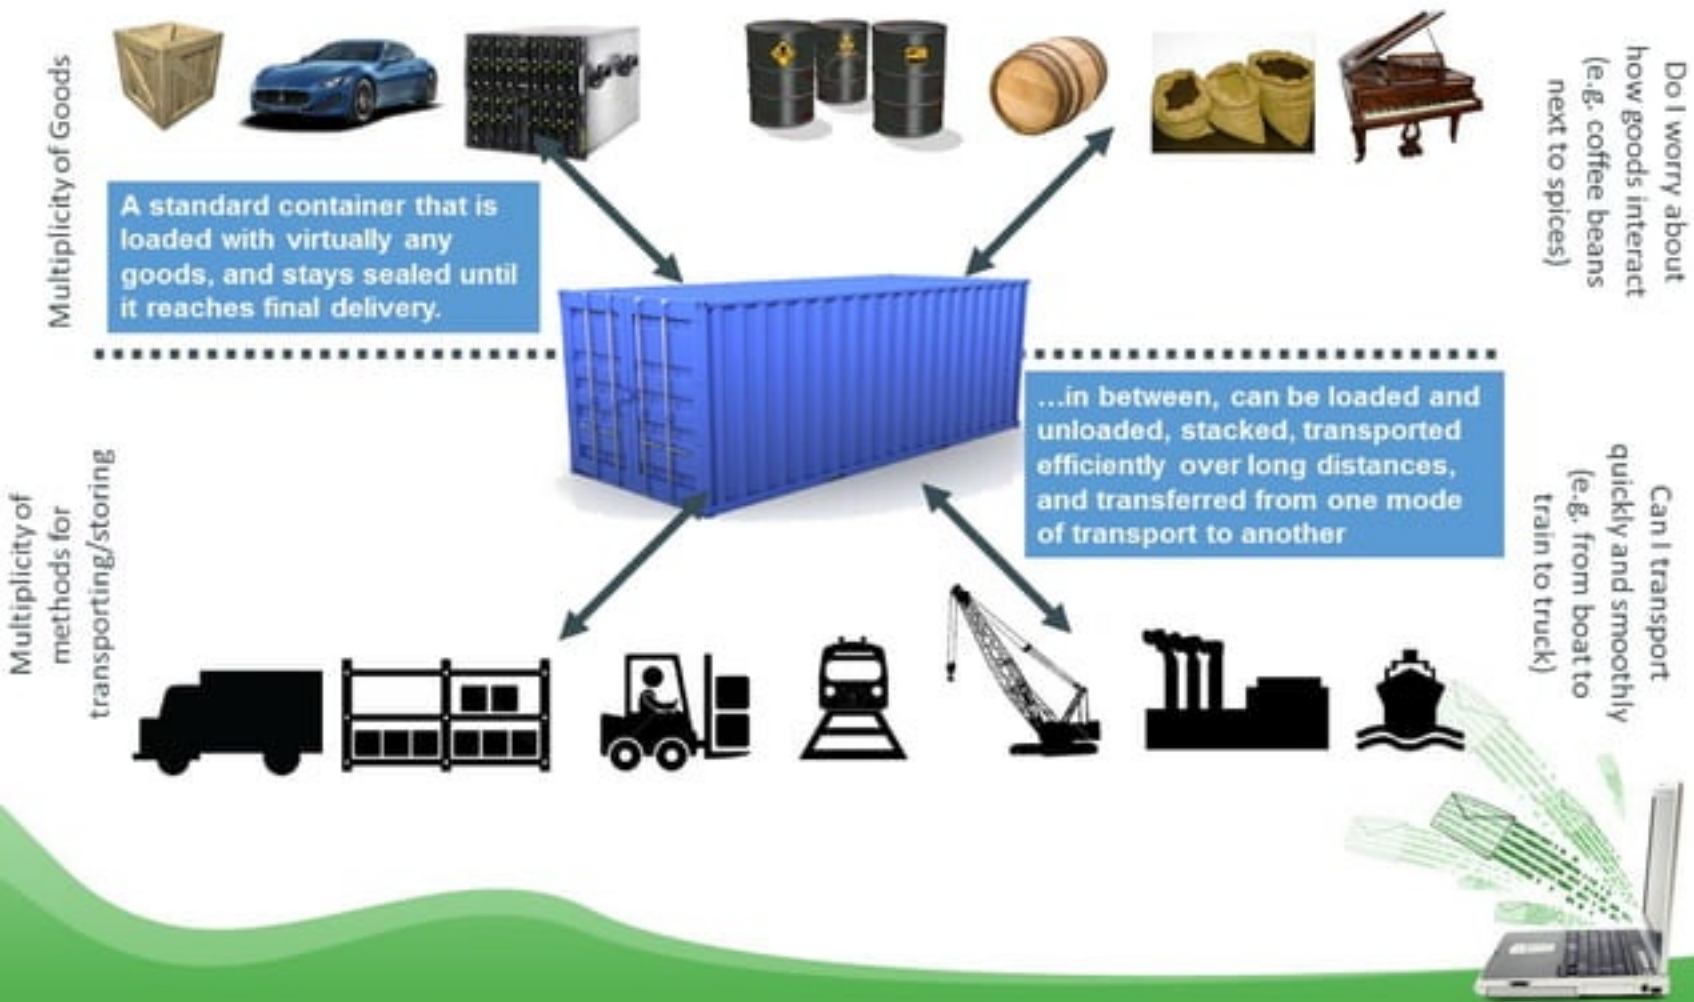 Multiplicity of Goods
A standard container that is
loaded with virtually any
goods, and stays sealed until
it reaches final delivery.
Do I worry about
how goods interact
(e.g. coffee beans
next to spices)
Multiplicity of
methods for
transporting/storing
...in between, can be loaded and
unloaded, stacked, transported
efficiently over long distances,
and transferred from one mode
of transport to another
Can I transport
quickly and smoothly
(e.g. from boat to
train to truck)